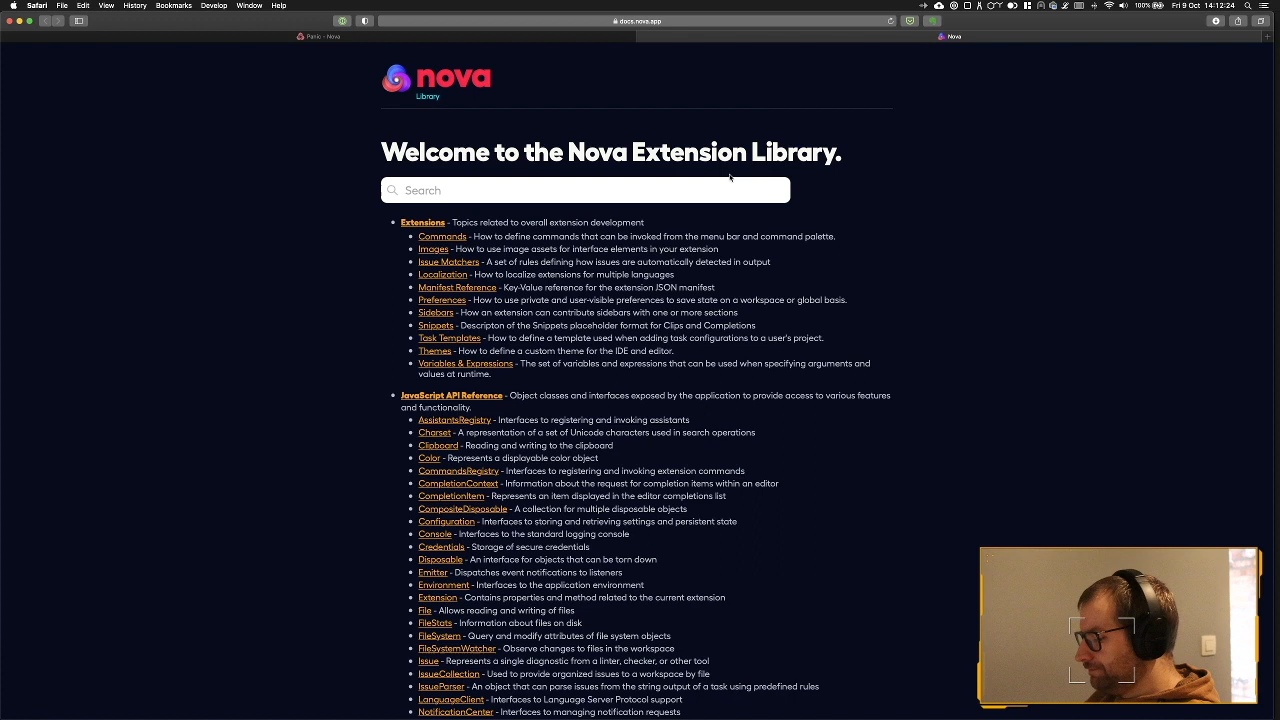 Safari File Edit View History Bookmarks Develop Window Help 100% Fri 9 Oct 14:12:24
docs.nova.app
Panic - Nova
Nova
nova
Library
Welcome to the Nova Extension Library.
Search
Extensions - Topics related to overall extension development
Commands - How to define commands that can be invoked from the menu bar and command palette.
Images - How to use image assets for interface elements in your extension
Issue Matchers - A set of rules defining how issues are automatically detected in output
Localization - How to localize extensions for multiple languages
Manifest Reference - Key-Value reference for the extension JSON manifest
Preferences - How to use private and user-visible preferences to save state on a workspace or global basis.
Sidebars - How an extension can contribute sidebars with one or more sections
Snippets - Descripton of the Snippets placeholder format for Clips and Completions
Task Templates - How to define a template used when adding task configurations to a user's project.
Themes - How to define a custom theme for the IDE and editor.
Variables & Expressions - The set of variables and expressions that can be used when specifying arguments and
values at runtime.
JavaScript API Reference - Object classes and interfaces exposed by the application to provide access to various features
and functionality.
AssistantsRegistry - Interfaces to registering and invoking assistants
Charset - A representation of a set of Unicode characters used in search operations
Clipboard - Reading and writing to the clipboard
Color - Represents a displayable color object
CommandsRegistry - Interfaces to registering and invoking extension commands
CompletionContext - Information about the request for completion items within an editor
CompletionItem - Represents an item displayed in the editor completions list
CompositeDisposable - A collection for multiple disposable objects
Configuration - Interfaces to storing and retrieving settings and persistent state
Console - Interfaces to the standard logging console
Credentials - Storage of secure credentials
Disposable - An interface for objects that can be torn down
Emitter - Dispatches event notifications to listeners
Environment - Interfaces to the application environment
Extension - Contains properties and method related to the current extension
File - Allows reading and writing of files
FileStats - Information about files on disk
FileSystem - Query and modify attributes of file system objects
FileSystemWatcher - Observe changes to files in the workspace
Issue - Represents a single diagnostic from a linter, checker, or other tool
IssueCollection - Used to provide organized issues to a workspace by file
IssueParser - An object that can parse issues from the string output of a task using predefined rules
LanguageClient - Interfaces to Language Server Protocol support
NotificationCenter - Interfaces to managing notification requests